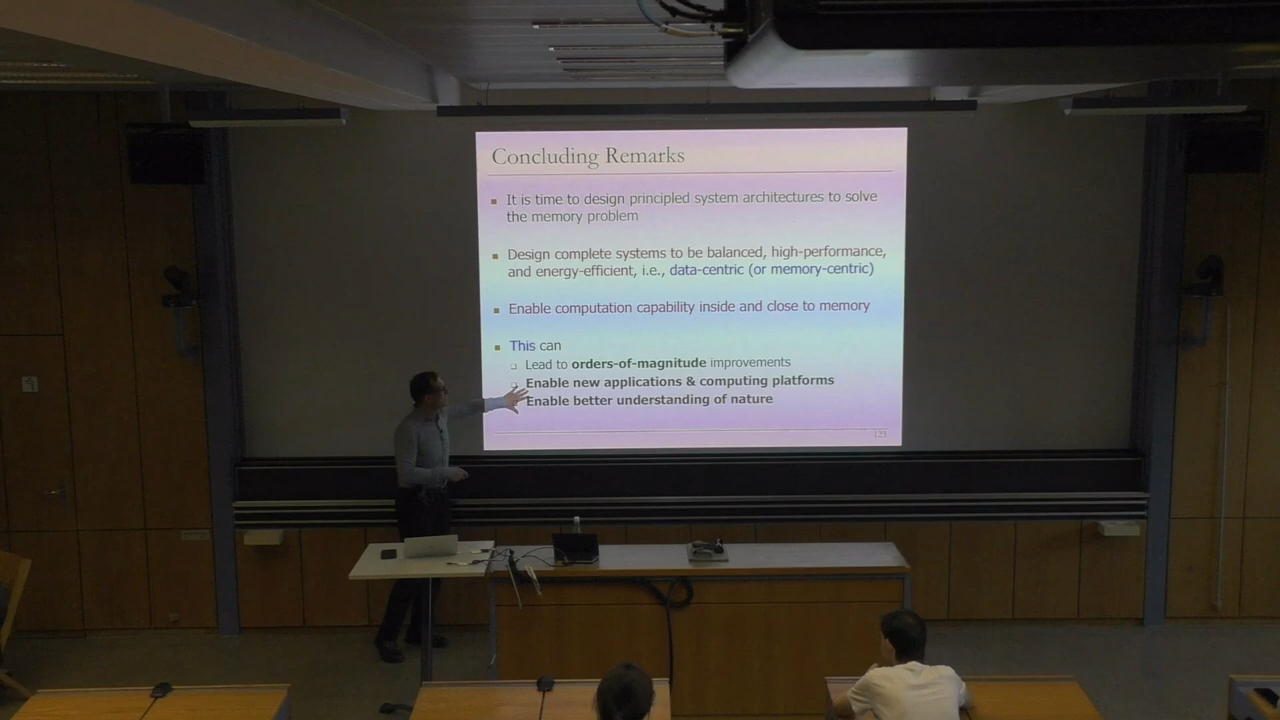 Concluding Remarks
It is time to design principled system architectures to solve
the memory problem
Design complete systems to be balanced, high-performance,
and energy-efficient, i.e., data-centric (or memory-centric)
Enable computation capability inside and close to memory
This can
Lead to orders-of-magnitude improvements
Enable new applications & computing platforms
Enable better understanding of nature
123